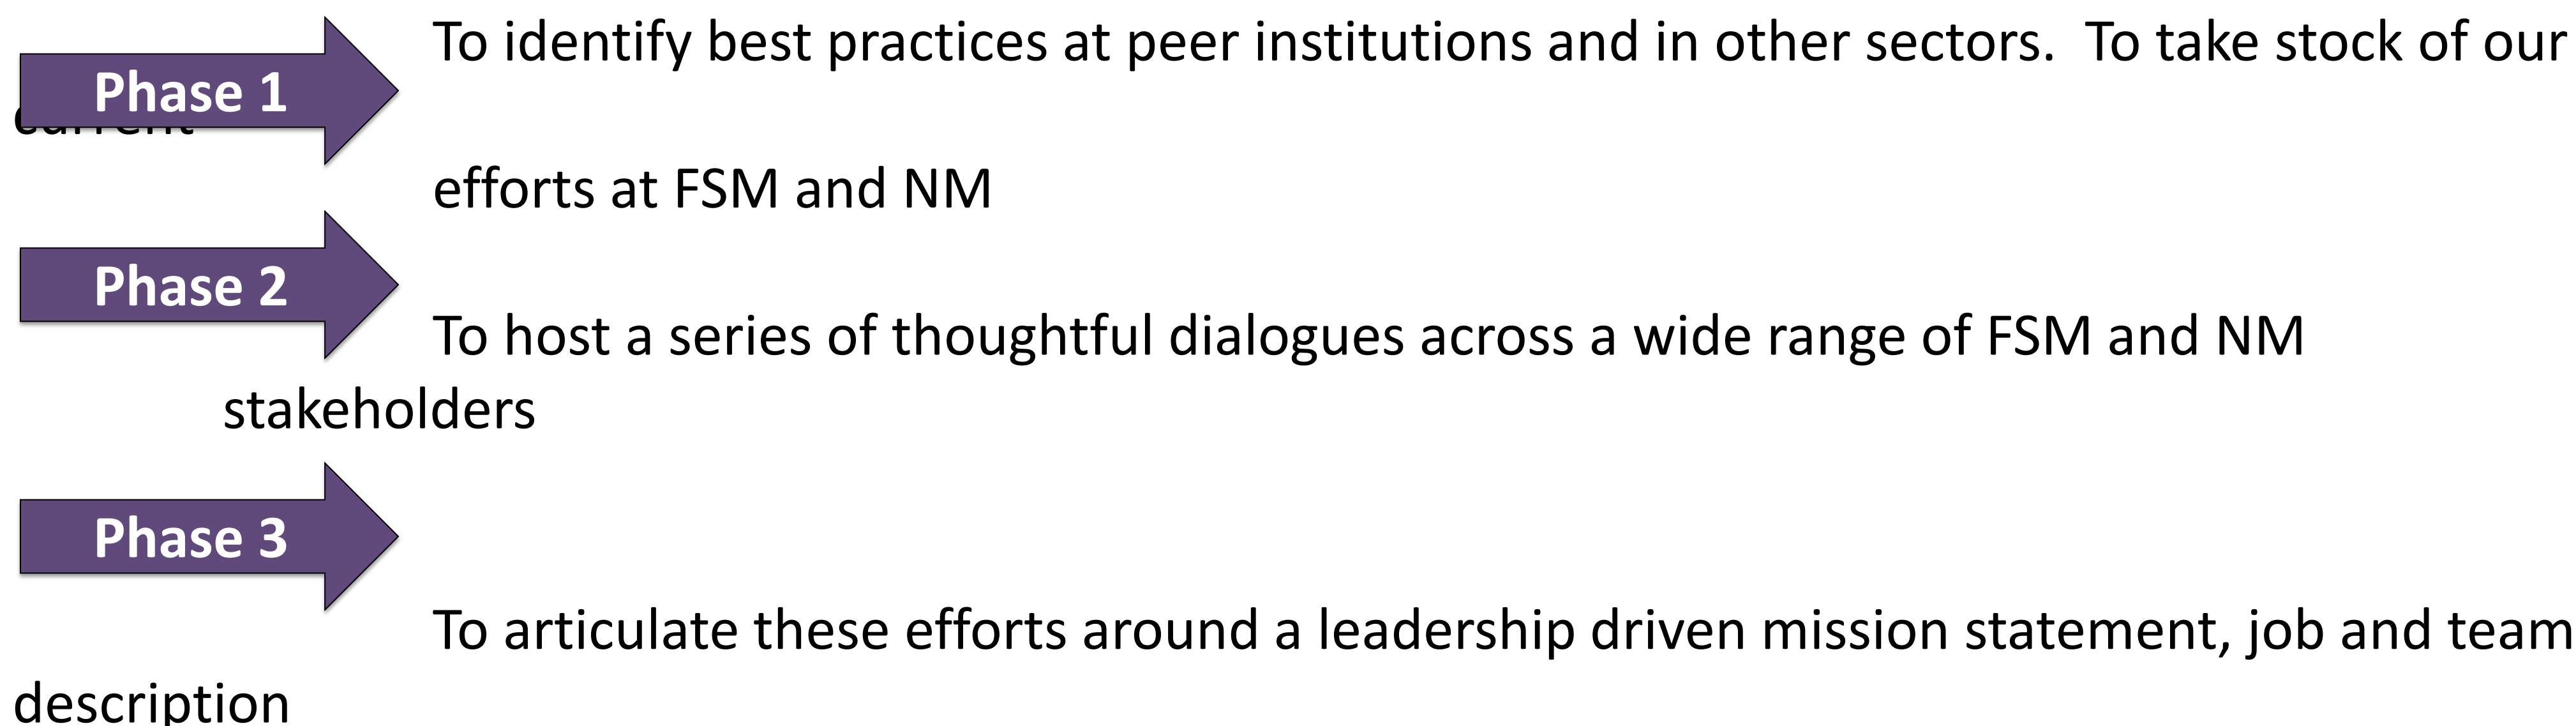 To identify best practices at peer institutions and in other sectors.  To take stock of our
Phase 1
current
efforts at FSM and NM
Phase 2
To host a series of thoughtful dialogues across a wide range of FSM and NM
stakeholders
Phase 3
To articulate these efforts around a leadership driven mission statement, job and team
description